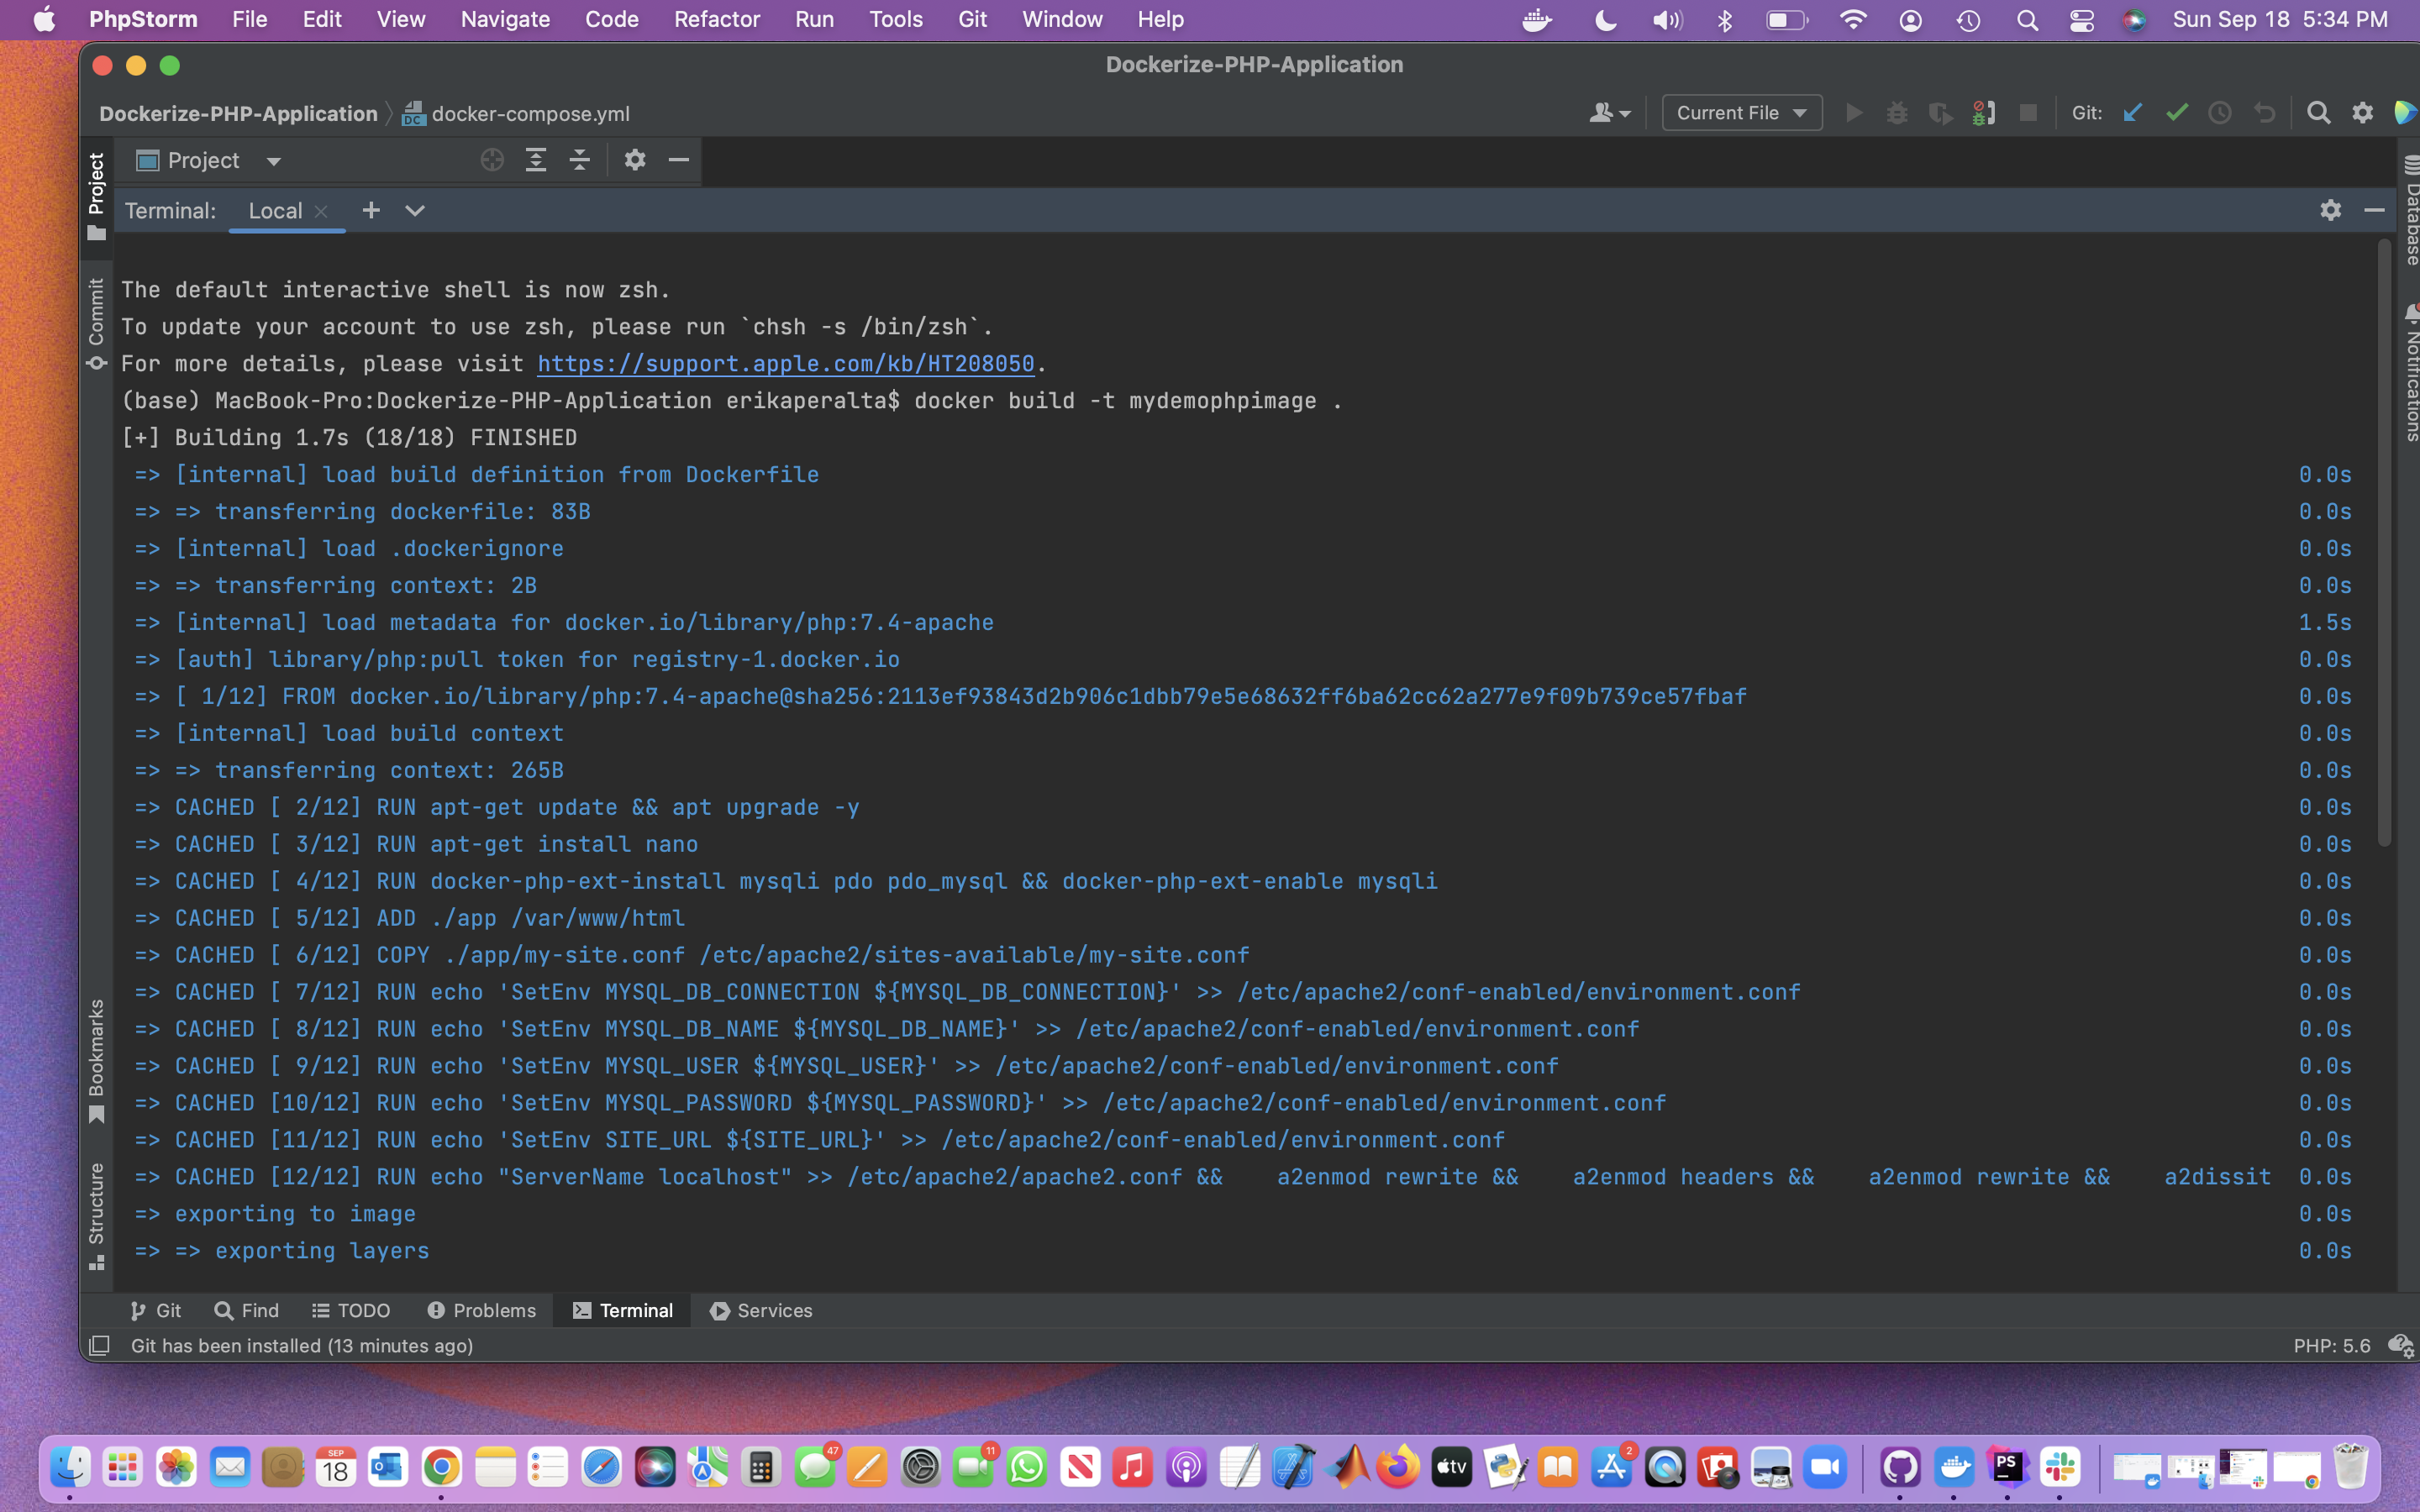 PhpStorm File Edit View Navigate Code Refactor Run Tools Git Window Help Sun Sep 18 5:34 PM
Dockerize-PHP-Application
Dockerize-PHP-Application docker-compose.yml Current File Git:
Project
Terminal: Local
The default interactive shell is now zsh.
To update your account to use zsh, please run `chsh -s /bin/zsh`.
For more details, please visit https://support.apple.com/kb/HT208050.
(base) MacBook-Pro:Dockerize-PHP-Application erikaperalta$ docker build -t mydemophpimage .
[+] Building 1.7s (18/18) FINISHED
=> [internal] load build definition from Dockerfile 0.0s
=> => transferring dockerfile: 83B 0.0s
=> [internal] load .dockerignore 0.0s
=> => transferring context: 2B 0.0s
=> [internal] load metadata for docker.io/library/php:7.4-apache 1.5s
=> [auth] library/php:pull token for registry-1.docker.io 0.0s
=> [ 1/12] FROM docker.io/library/php:7.4-apache@sha256:2113ef93843d2b906c1dbb79e5e68632ff6ba62cc62a277e9f09b739ce57fbaf 0.0s
=> [internal] load build context 0.0s
=> => transferring context: 265B 0.0s
=> CACHED [ 2/12] RUN apt-get update && apt upgrade -y 0.0s
=> CACHED [ 3/12] RUN apt-get install nano 0.0s
=> CACHED [ 4/12] RUN docker-php-ext-install mysqli pdo pdo_mysql && docker-php-ext-enable mysqli 0.0s
=> CACHED [ 5/12] ADD ./app /var/www/html 0.0s
=> CACHED [ 6/12] COPY ./app/my-site.conf /etc/apache2/sites-available/my-site.conf 0.0s
=> CACHED [ 7/12] RUN echo 'SetEnv MYSQL_DB_CONNECTION ${MYSQL_DB_CONNECTION}' >> /etc/apache2/conf-enabled/environment.conf 0.0s
=> CACHED [ 8/12] RUN echo 'SetEnv MYSQL_DB_NAME ${MYSQL_DB_NAME}' >> /etc/apache2/conf-enabled/environment.conf 0.0s
=> CACHED [ 9/12] RUN echo 'SetEnv MYSQL_USER ${MYSQL_USER}' >> /etc/apache2/conf-enabled/environment.conf 0.0s
=> CACHED [10/12] RUN echo 'SetEnv MYSQL_PASSWORD ${MYSQL_PASSWORD}' >> /etc/apache2/conf-enabled/environment.conf 0.0s
=> CACHED [11/12] RUN echo 'SetEnv SITE_URL ${SITE_URL}' >> /etc/apache2/conf-enabled/environment.conf 0.0s
=> CACHED [12/12] RUN echo "ServerName localhost" >> /etc/apache2/apache2.conf && a2enmod rewrite && a2enmod headers && a2enmod rewrite && a2dissit 0.0s
=> exporting to image 0.0s
=> => exporting layers 0.0s
Project
Commit
Bookmarks
Structure
Database
Notifications
Git Find TODO Problems Terminal Services
Git has been installed (13 minutes ago) PHP: 5.6
SEP
18
47
11
tv
2
PS